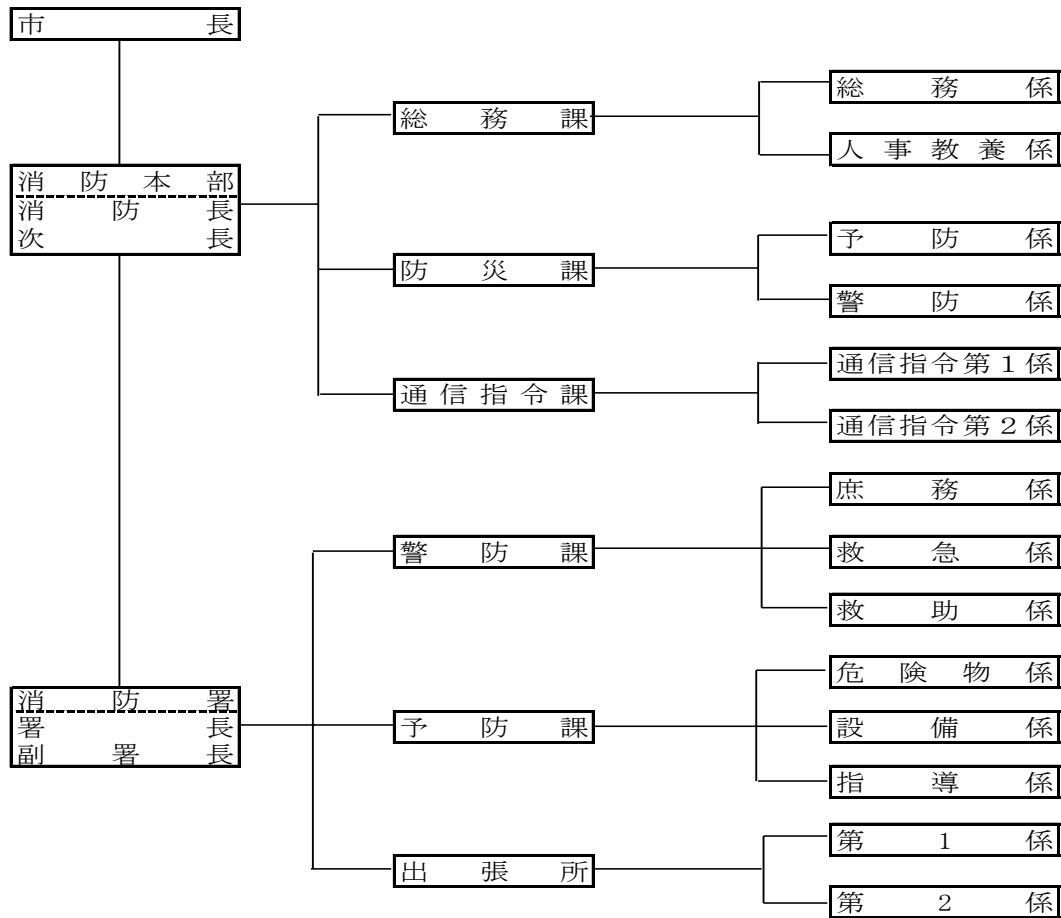 市長
消防本部
消防長
次長
総務課
総務係
人事教養係
防災課
予防係
警防係
通信指令課
通信指令第1係
通信指令第2係
消防署
署長
副署長
警防課
庶務係
救急係
救助係
予防課
危険物係
設備係
指導係
出張所
第1係
第2係